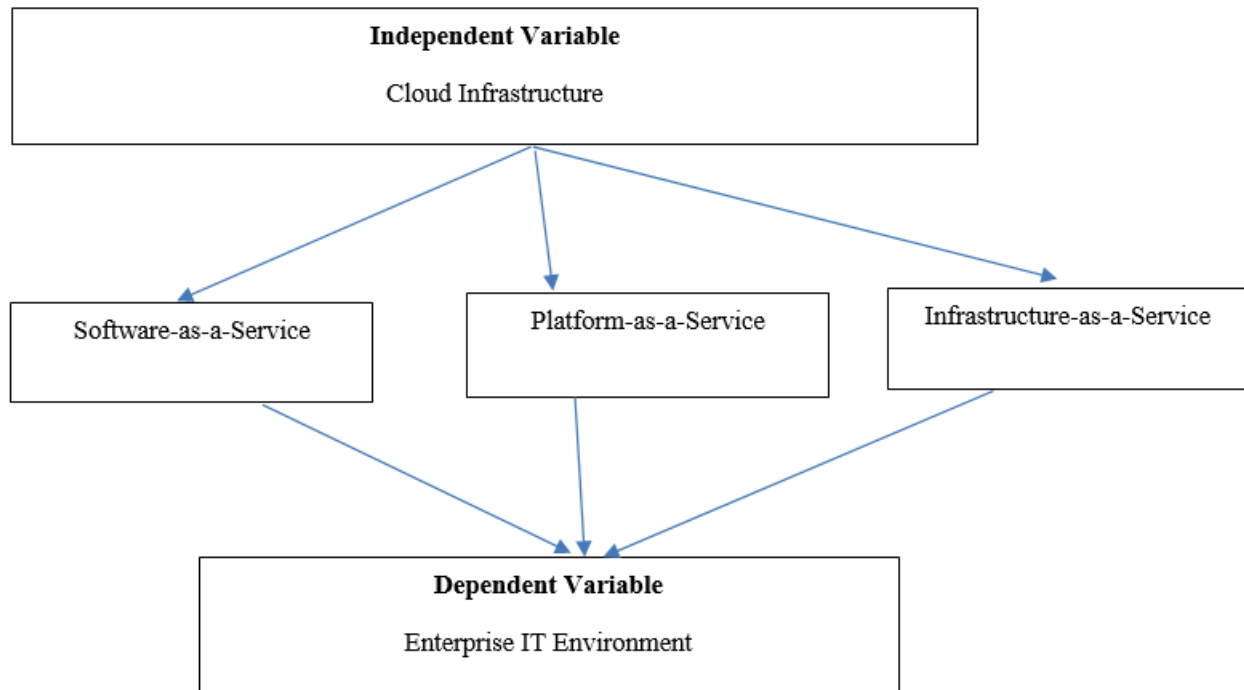 Independent Variable
Cloud Infrastructure
Software-as-a-Service
Platform-as-a-Service
Infrastructure-as-a-Service
Dependent Variable
Enterprise IT Environment